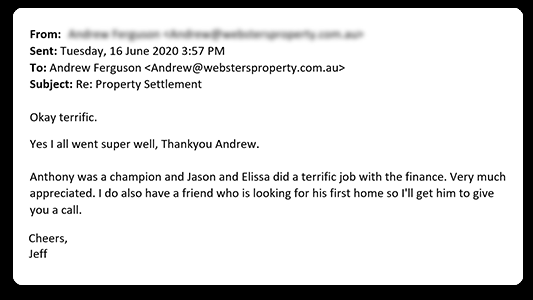 From:
Sent: Tuesday, 16 June 2020 3:57 PM
To: Andrew Ferguson <Andrew@webstersproperty.com.au>
Subject: Re: Property Settlement
Okay terrific.
Yes I all went super well, Thankyou Andrew.
Anthony was a champion and Jason and Elissa did a terrific job with the finance. Very much
appreciated. I do also have a friend who is looking for his first home so I'll get him to give
you a call.
Cheers,
Jeff